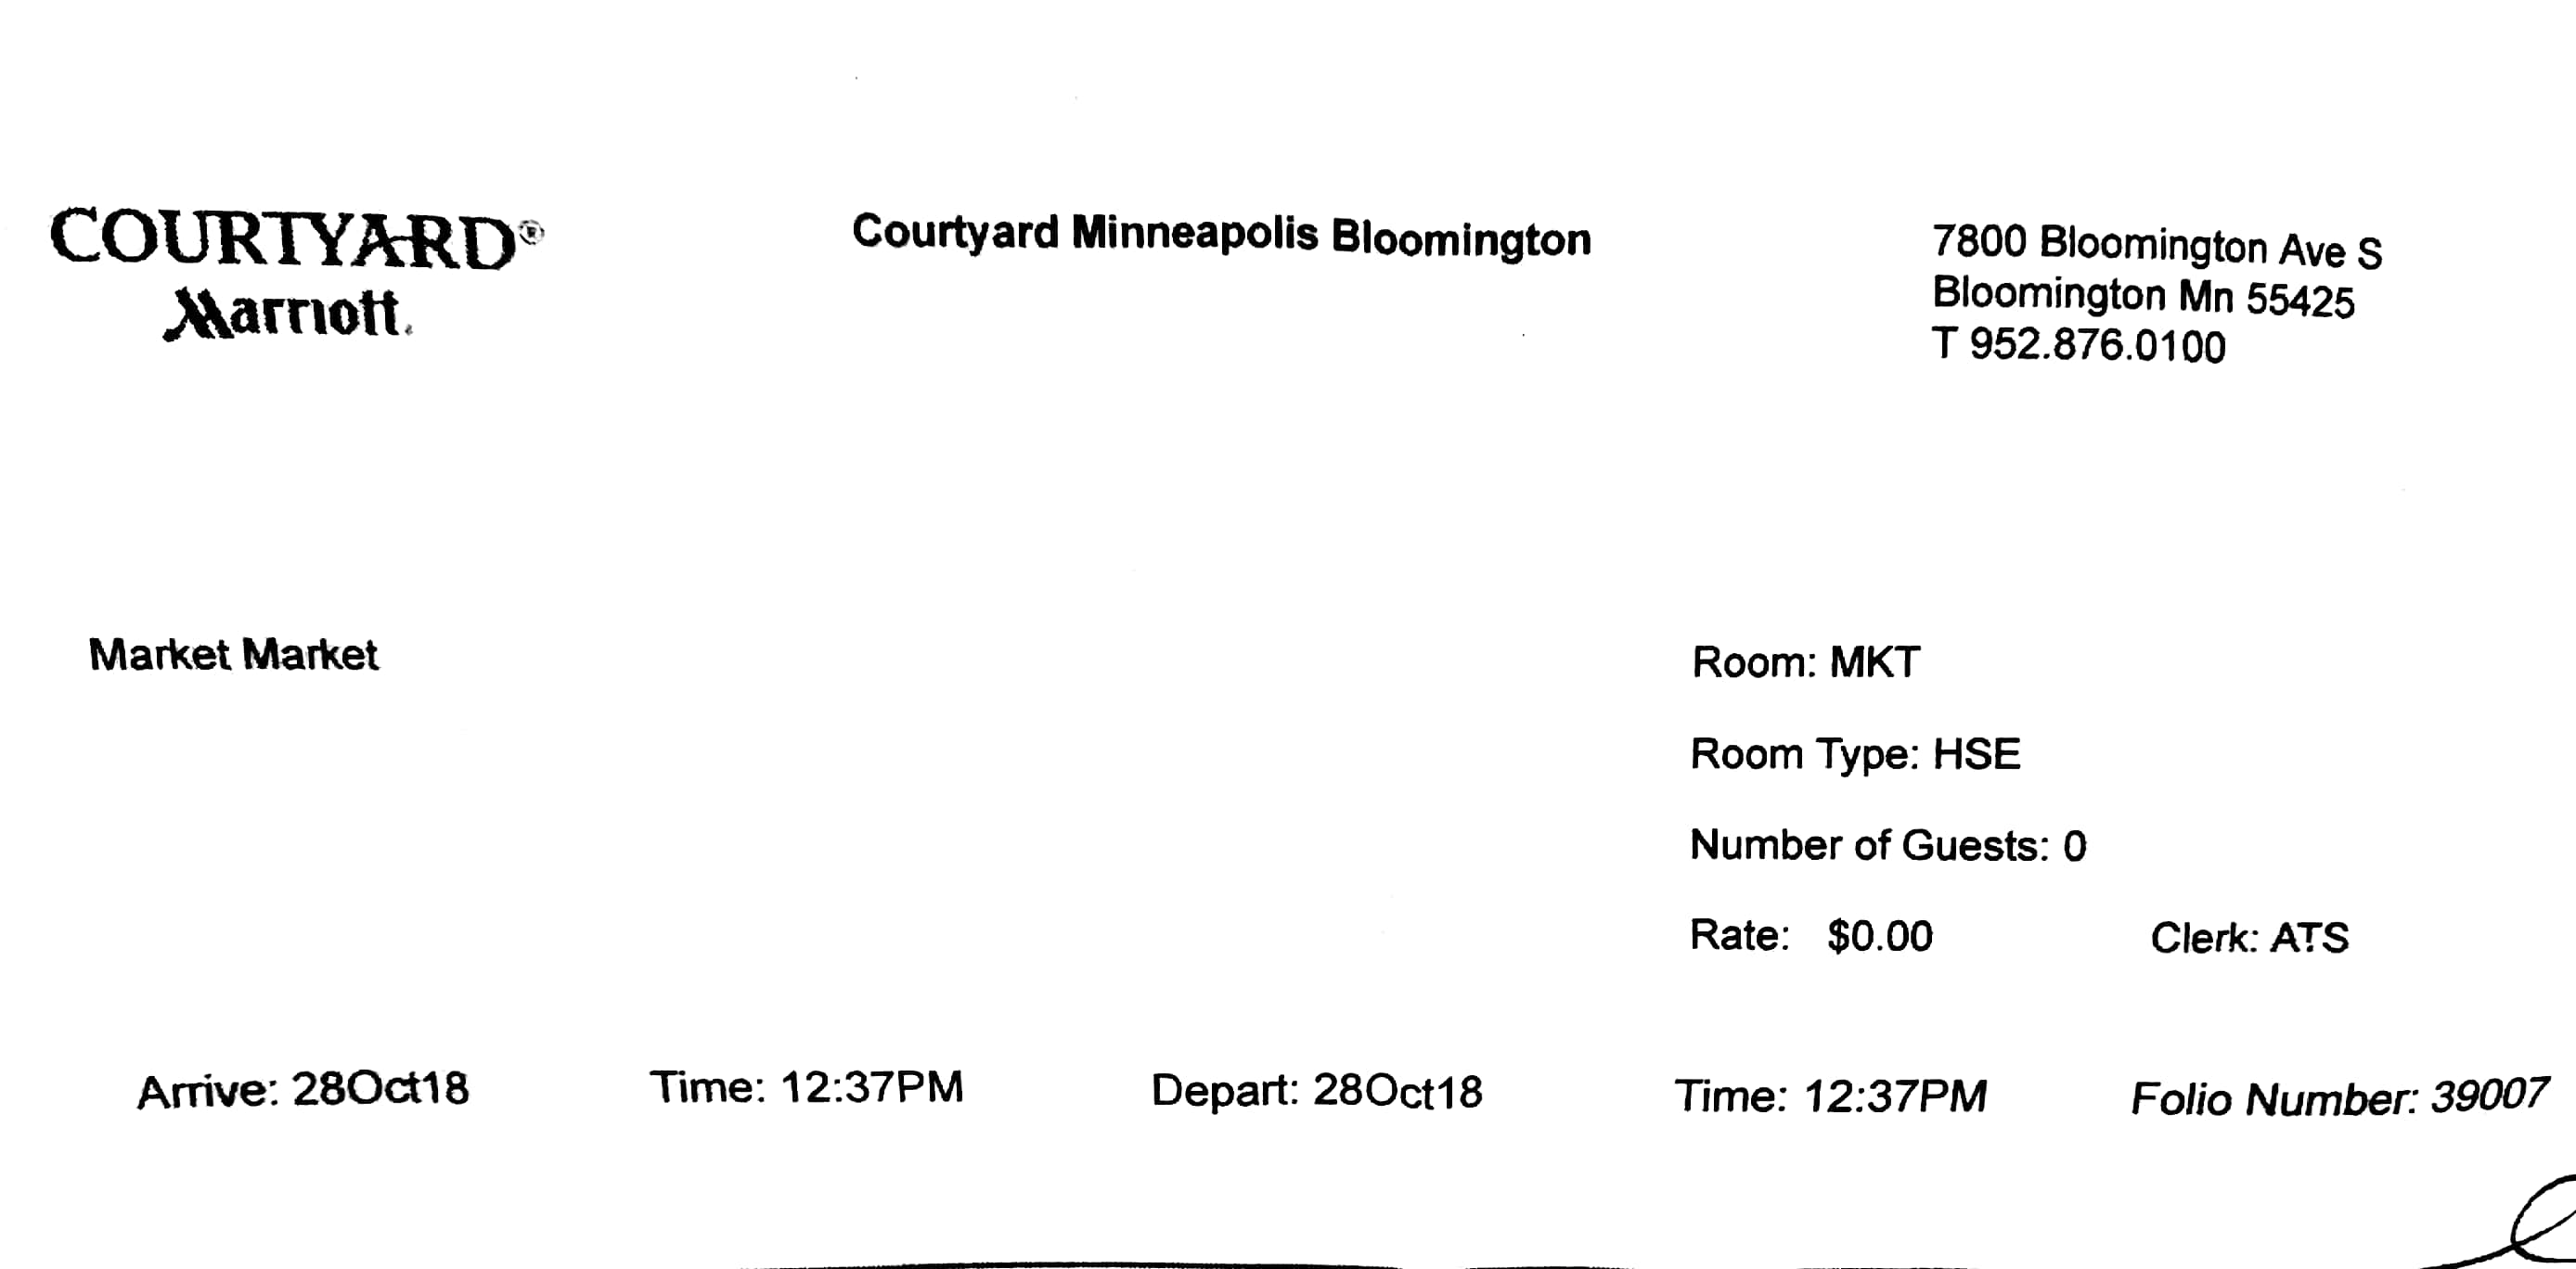 COURTYARD®
Marriott.
Courtyard Minneapolis Bloomington
7800 Bloomington Ave S
Bloomington Mn 55425
T 952.876.0100
Market Market
Room: MKT
Room Type: HSE
Number of Guests: 0
Rate: $0.00 Clerk: ATS
Arrive: 28Oct18 Time: 12:37PM Depart: 28Oct18 Time: 12:37PM Folio Number: 39007